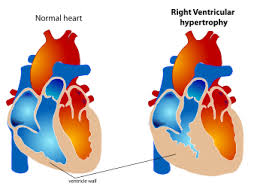 Normal heart
Right Ventricular
hypertrophy
ventricle wall